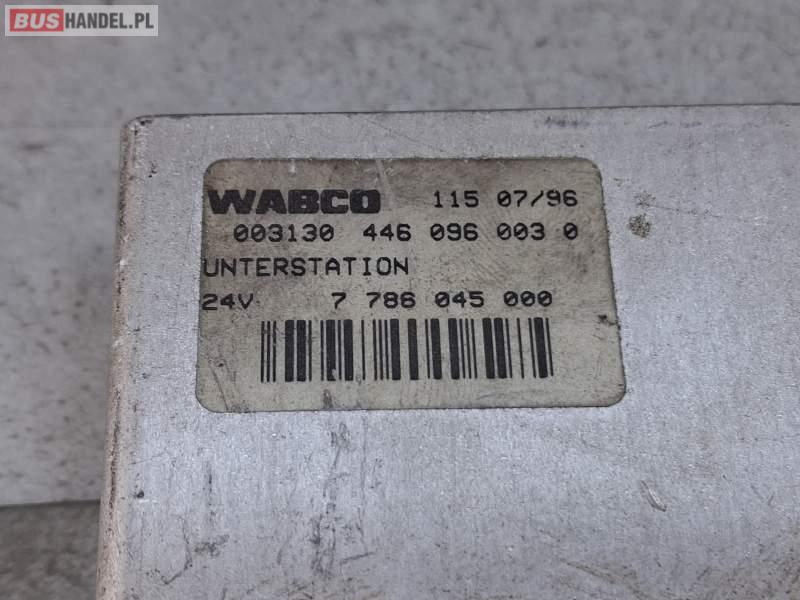 BUSHANDEL.PL
WABCO 115 07/96
003130 446 096 003 0
UNTERSTATION
24V 7 786 045 000